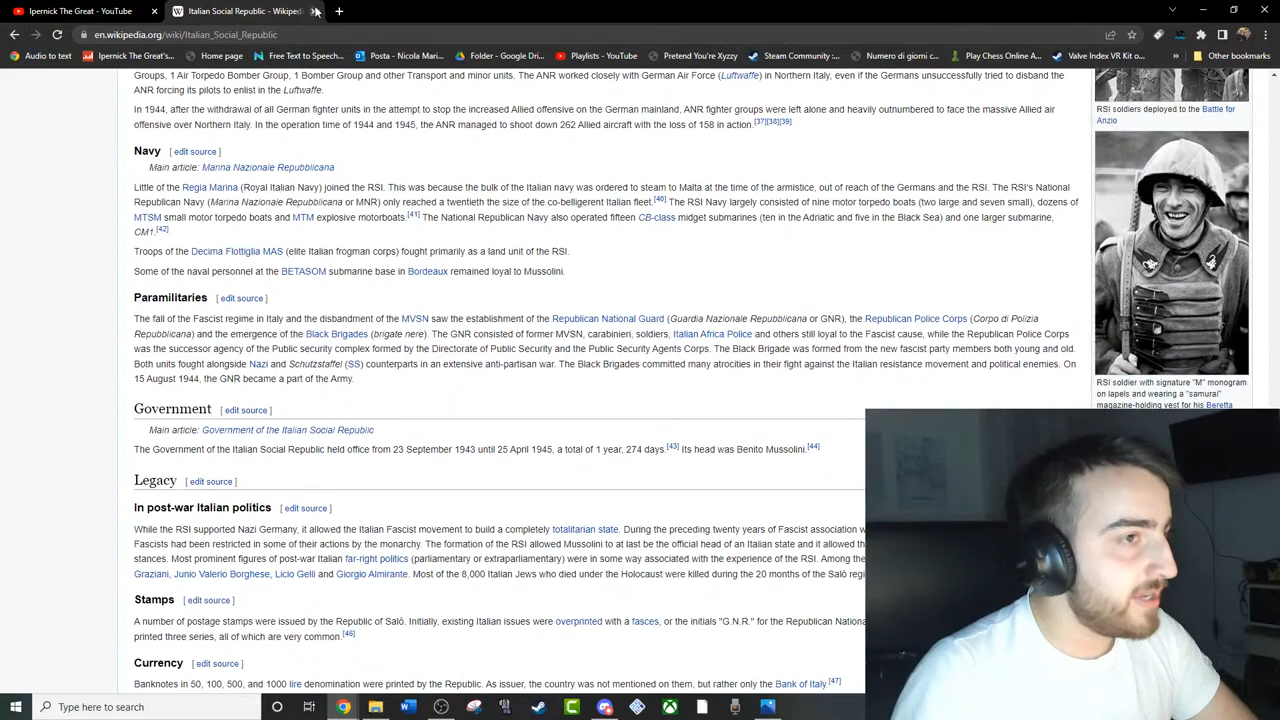 Ipernick The Great - YouTube
Italian Social Republic - Wikiped
en.wikipedia.org/wiki/Italian_Social_Republic
Audio to text
Ipernick The Great's...
Home page
Free Text to Speech...
Posta - Nicola Mari...
Folder - Google Dri...
Playlists - YouTube
Pretend You're Xyzzy
Steam Community :...
Numero di giorni c...
Play Chess Online A...
Valve Index VR Kit o...
Other bookmarks
Groups, 1 Air Torpedo Bomber Group, 1 Bomber Group and other Transport and minor units. The ANR worked closely with German Air Force (Luftwaffe) in Northern Italy, even if the Germans unsuccessfully tried to disband the
ANR forcing its pilots to enlist in the Luftwaffe.
In 1944, after the withdrawal of all German fighter units in the attempt to stop the increased Allied offensive on the German mainland, ANR fighter groups were left alone and heavily outnumbered to face the massive Allied air
offensive over Northern Italy. In the operation time of 1944 and 1945, the ANR managed to shoot down 262 Allied aircraft with the loss of 158 in action.[37][38][39]
Navy [ edit source ]
Main article: Marina Nazionale Repubblicana
Little of the Regia Marina (Royal Italian Navy) joined the RSI. This was because the bulk of the Italian navy was ordered to steam to Malta at the time of the armistice, out of reach of the Germans and the RSI. The RSI's National
Republican Navy (Marina Nazionale Repubblicana or MNR) only reached a twentieth the size of the co-belligerent Italian fleet.[40] The RSI Navy largely consisted of nine motor torpedo boats (two large and seven small), dozens of
MTSM small motor torpedo boats and MTM explosive motorboats.[41] The National Republican Navy also operated fifteen CB-class midget submarines (ten in the Adriatic and five in the Black Sea) and one larger submarine,
CM1.[42]
Troops of the Decima Flottiglia MAS (elite Italian frogman corps) fought primarily as a land unit of the RSI.
Some of the naval personnel at the BETASOM submarine base in Bordeaux remained loyal to Mussolini.
Paramilitaries [ edit source ]
The fall of the Fascist regime in Italy and the disbandment of the MVSN saw the establishment of the Republican National Guard (Guardia Nazionale Repubblicana or GNR), the Republican Police Corps (Corpo di Polizia
Repubblicana) and the emergence of the Black Brigades (brigate nere). The GNR consisted of former MVSN, carabinieri, soldiers, Italian Africa Police and others still loyal to the Fascist cause, while the Republican Police Corps
was the successor agency of the Public security complex formed by the Directorate of Public Security and the Public Security Agents Corps. The Black Brigade was formed from the new fascist party members both young and old.
Both units fought alongside Nazi and Schutzstaffel (SS) counterparts in an extensive anti-partisan war. The Black Brigades committed many atrocities in their fight against the Italian resistance movement and political enemies. On
15 August 1944, the GNR became a part of the Army.
Government [ edit source ]
Main article: Government of the Italian Social Republic
The Government of the Italian Social Republic held office from 23 September 1943 until 25 April 1945, a total of 1 year, 274 days.[43] Its head was Benito Mussolini.[44]
Legacy [ edit source ]
In post-war Italian politics [ edit source ]
While the RSI supported Nazi Germany, it allowed the Italian Fascist movement to build a completely totalitarian state. During the preceding twenty years of Fascist association w
Fascists had been restricted in some of their actions by the monarchy. The formation of the RSI allowed Mussolini to at last be the official head of an Italian state and it allowed th
stances. Most prominent figures of post-war Italian far-right politics (parliamentary or extraparliamentary) were in some way associated with the experience of the RSI. Among the
Graziani, Junio Valerio Borghese, Licio Gelli and Giorgio Almirante. Most of the 8,000 Italian Jews who died under the Holocaust were killed during the 20 months of the Salò regi
Stamps [ edit source ]
A number of postage stamps were issued by the Republic of Salò. Initially, existing Italian issues were overprinted with a fasces, or the initials "G.N.R." for the Republican Nationa
printed three series, all of which are very common.[46]
Currency [ edit source ]
Banknotes in 50, 100, 500, and 1000 lire denomination were printed by the Republic. As issuer, the country was not mentioned on them, but rather only the Bank of Italy.[47]
RSI soldiers deployed to the Battle for
Anzio
RSI soldier with signature "M" monogram
on lapels and wearing a "samurai"
magazine-holding vest for his Beretta
Type here to search